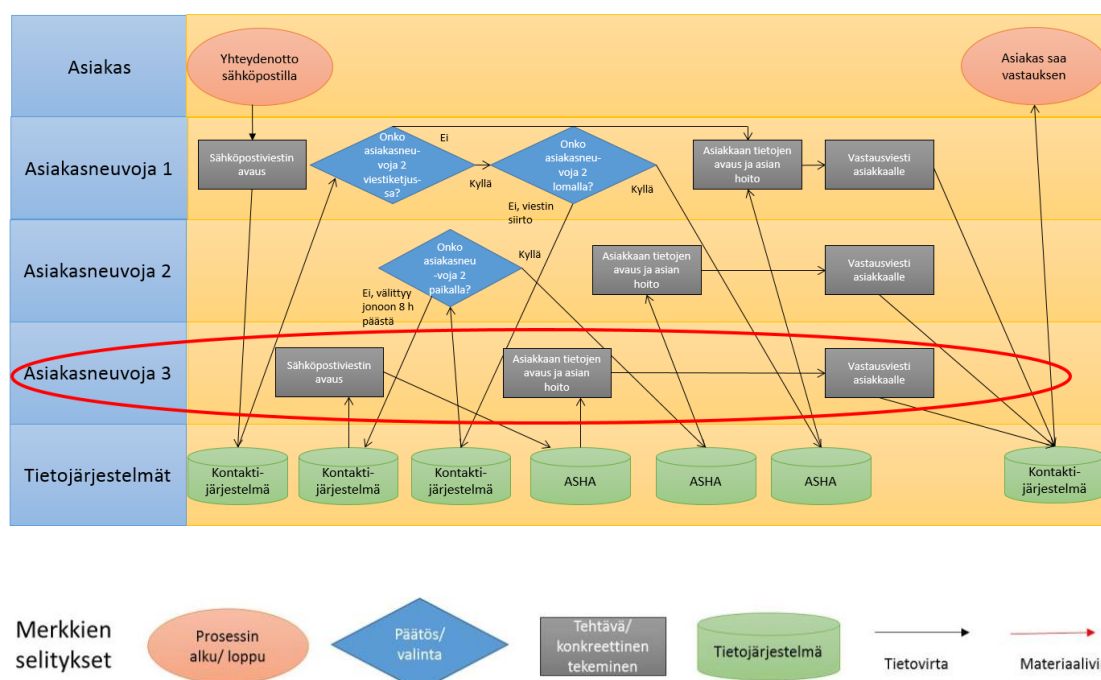 Asiakas
Yhteydenotto
sähköpostilla
Asiakas saa
vastauksen
Asiakasneuvoja 1
Sähköpostiviestin
avaus
Onko
asiakasneu-
voja 2
viestiketjus-
sa?
Ei
Kyllä
Onko
asiakasneu-
voja 2
lomalla?
Kyllä
Ei, viestin
siirto
Asiakkaan tietojen
avaus ja asian
hoito
Vastausviesti
asiakkaalle
Asiakasneuvoja 2
Onko
asiakasneu
-voja 2
paikalla?
Kyllä
Ei, välittyy
jonoon 8 h
päästä
Asiakkaan tietojen
avaus ja asian
hoito
Vastausviesti
asiakkaalle
Asiakasneuvoja 3
Sähköpostiviestin
avaus
Asiakkaan tietojen
avaus ja asian
hoito
Vastausviesti
asiakkaalle
Tietojärjestelmät
Kontakti-
järjestelmä
Kontakti-
järjestelmä
Kontakti-
järjestelmä
ASHA
ASHA
ASHA
Kontakti-
järjestelmä
Merkkien
selitykset
Prosessin
alku/ loppu
Päätös/
valinta
Tehtävä/
konkreettinen
tekeminen
Tietojärjestelmä
Tietovirta
Materiaalivi